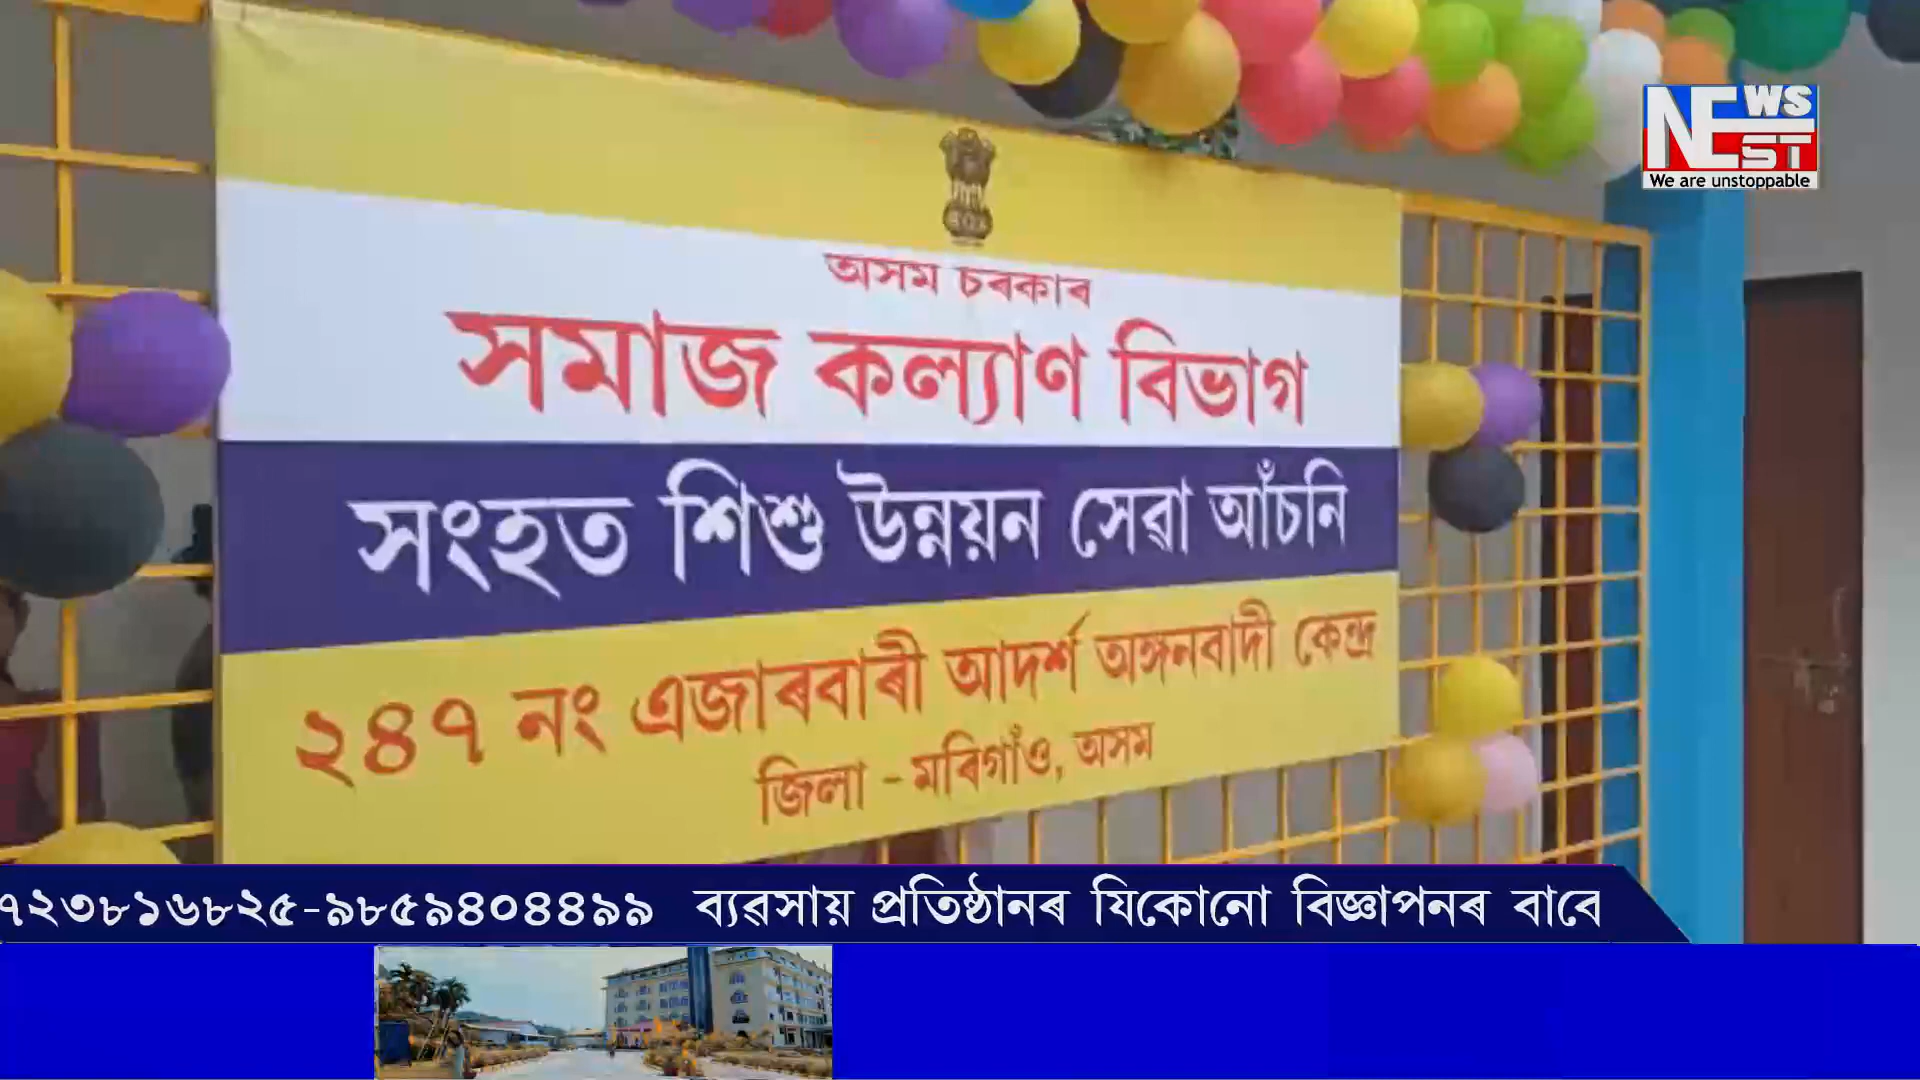 NEWS
EST
We are unstoppable
অসম চৰকাৰ
সমাজ কল্যাণ বিভাগ
সংহত শিশু উন্নয়ন সেৱা আঁচনি
২৪৭ নং এজাৰবাৰী আদৰ্শ অঙ্গনবাদী কেন্দ্ৰ
জিলা - মৰিগাঁও, অসম
৭২৩৮১৬৮২৫-৯৮৫৯৪০৪৪৯৯ ব্যৱসায় প্ৰতিষ্ঠানৰ যিকোনো বিজ্ঞাপনৰ বাবে